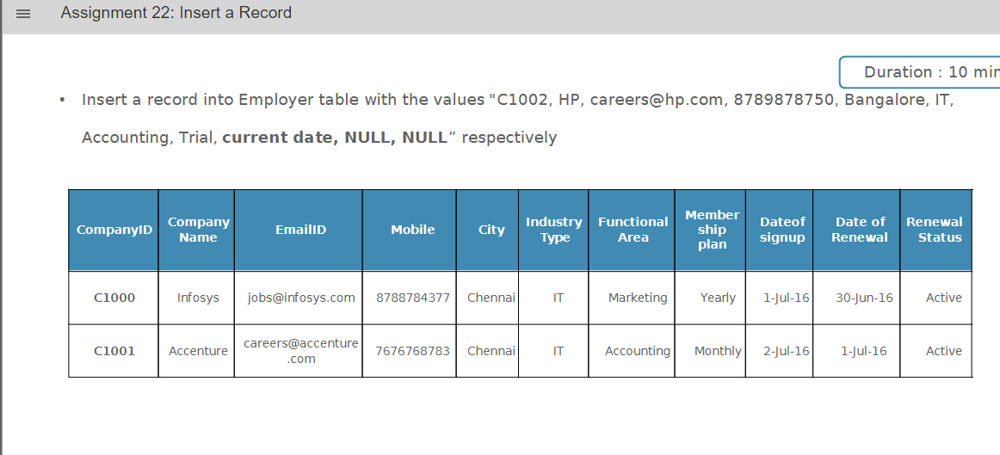 Assignment 22: Insert a Record
Duration : 10 min
• Insert a record into Employer table with the values "C1002, HP, careers@hp.com, 8789878750, Bangalore, IT,
Accounting, Trial, current date, NULL, NULL” respectively
CompanyID Company Name EmailID Mobile City Industry Type Functional Area Member ship plan Dateof signup Date of Renewal Renewal Status
C1000 Infosys jobs@infosys.com 8788784377 Chennai IT Marketing Yearly 1-Jul-16 30-Jun-16 Active
C1001 Accenture careers@accenture .com 7676768783 Chennai IT Accounting Monthly 2-Jul-16 1-Jul-16 Active